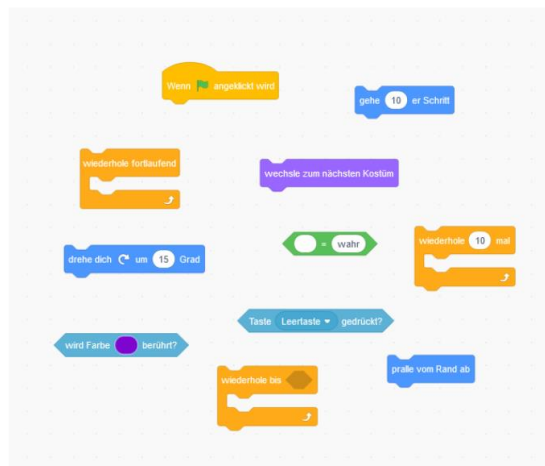 Wenn angeklickt wird
gehe 10 er Schritt
wiederhole fortlaufend
wechsle zum nächsten Kostüm
wiederhole 10 mal
= wahr
drehe dich um 15 Grad
Taste Leertaste gedrückt?
wird Farbe berührt?
pralle vom Rand ab
wiederhole bis